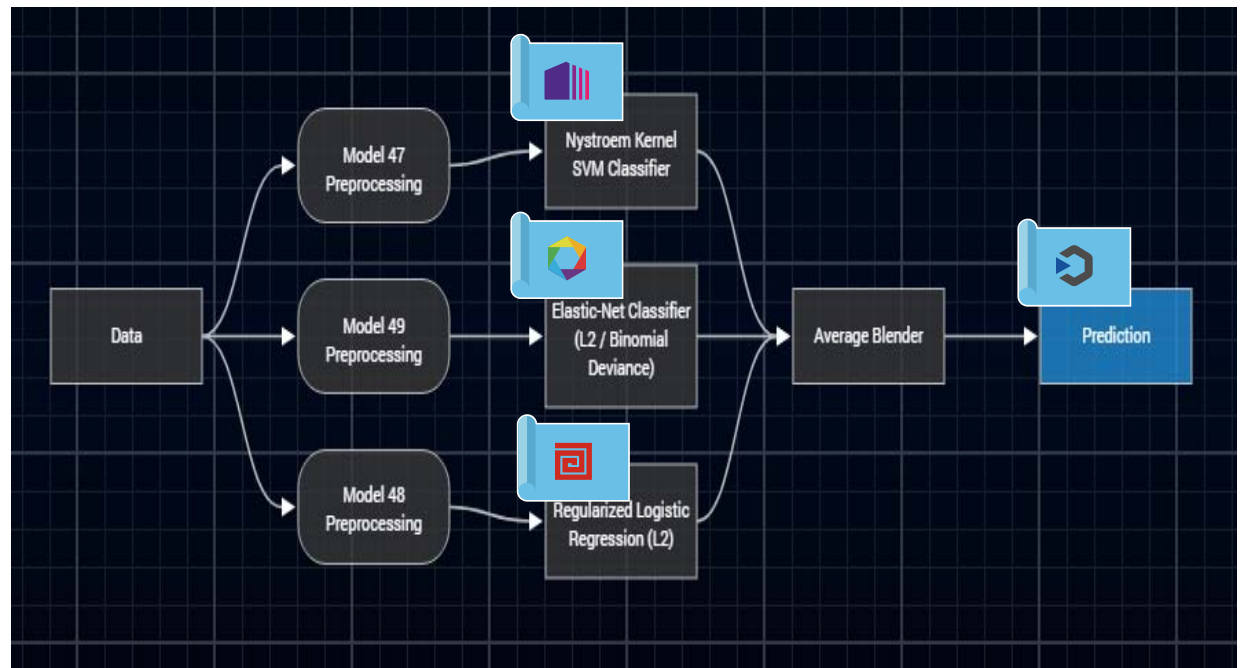 Model 47
Preprocessing
Nystroem Kernel
SVM Classifier
Data
Model 49
Preprocessing
Elastic-Net Classifier
(L2 / Binomial
Deviance)
Average Blender
Prediction
Model 48
Preprocessing
Regularized Logistic
Regression (L2)